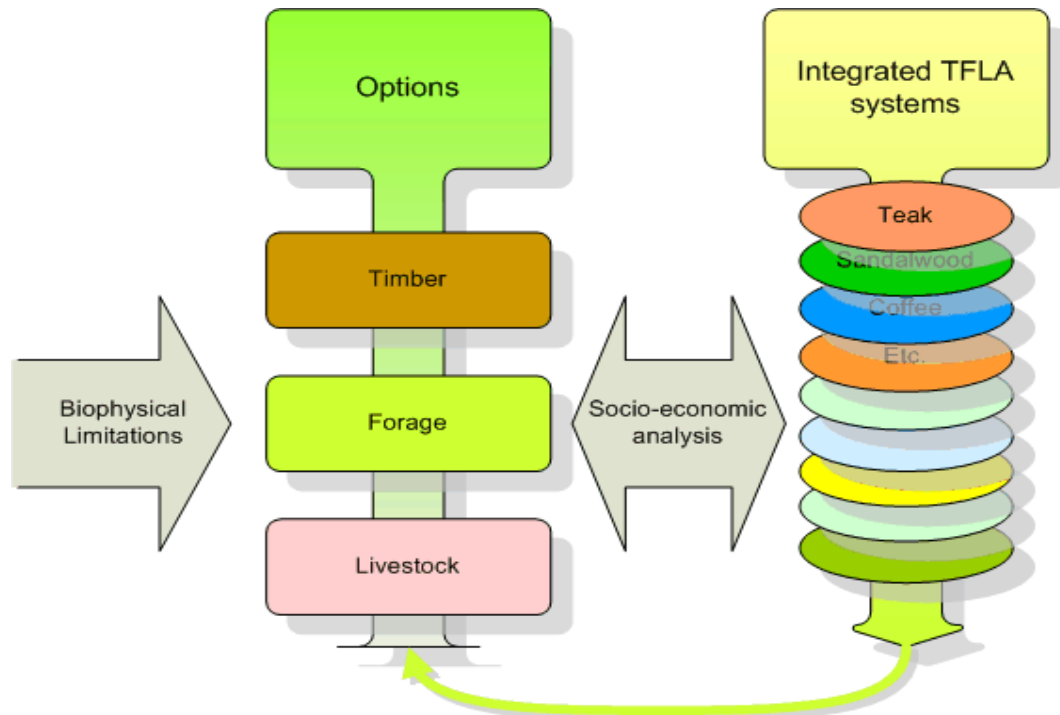 Options
Integrated TFLA
systems
Teak
Sandalwood
Coffee
Etc.
Timber
Forage
Livestock
Biophysical
Limitations
Socio-economic
analysis